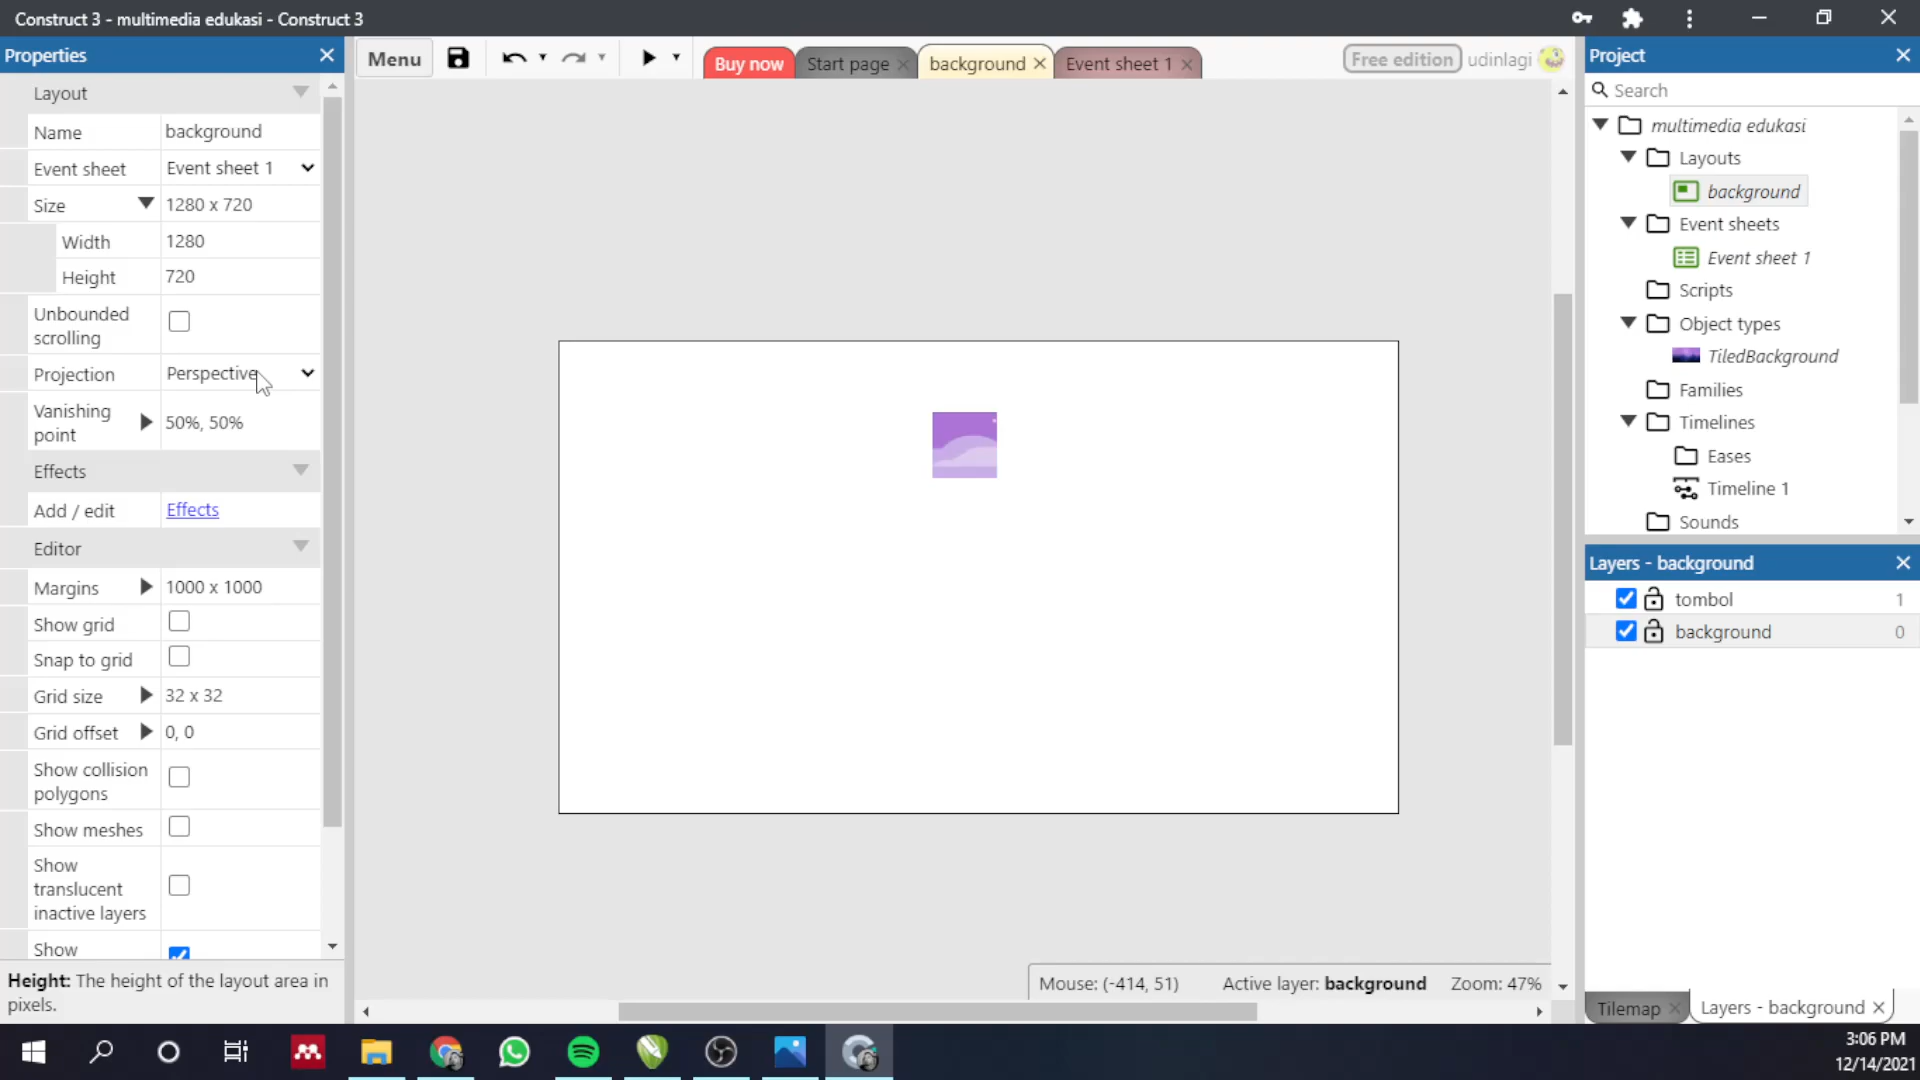 Construct 3 - multimedia edukasi - Construct 3
Properties
Layout
Name background
Event sheet Event sheet 1
Size 1280 x 720
Width 1280
Height 720
Unbounded
scrolling
Projection Perspective
Vanishing
point
50%, 50%
Effects
Add / edit Effects
Editor
Margins 1000 x 1000
Show grid
Snap to grid
Grid size 32 x 32
Grid offset 0, 0
Show collision
polygons
Show meshes
Show
translucent
inactive layers
Show
Height: The height of the layout area in
pixels.
Menu
Buy now
Start page
background
Event sheet 1
Free edition
udinlagi
Mouse: (-414, 51) Active layer: background Zoom: 47%
Project
Search
multimedia edukasi
Layouts
background
Event sheets
Event sheet 1
Scripts
Object types
TiledBackground
Families
Timelines
Eases
Timeline 1
Sounds
Layers - background
tombol 1
background 0
Tilemap
Layers - background
3:06 PM
12/14/2021